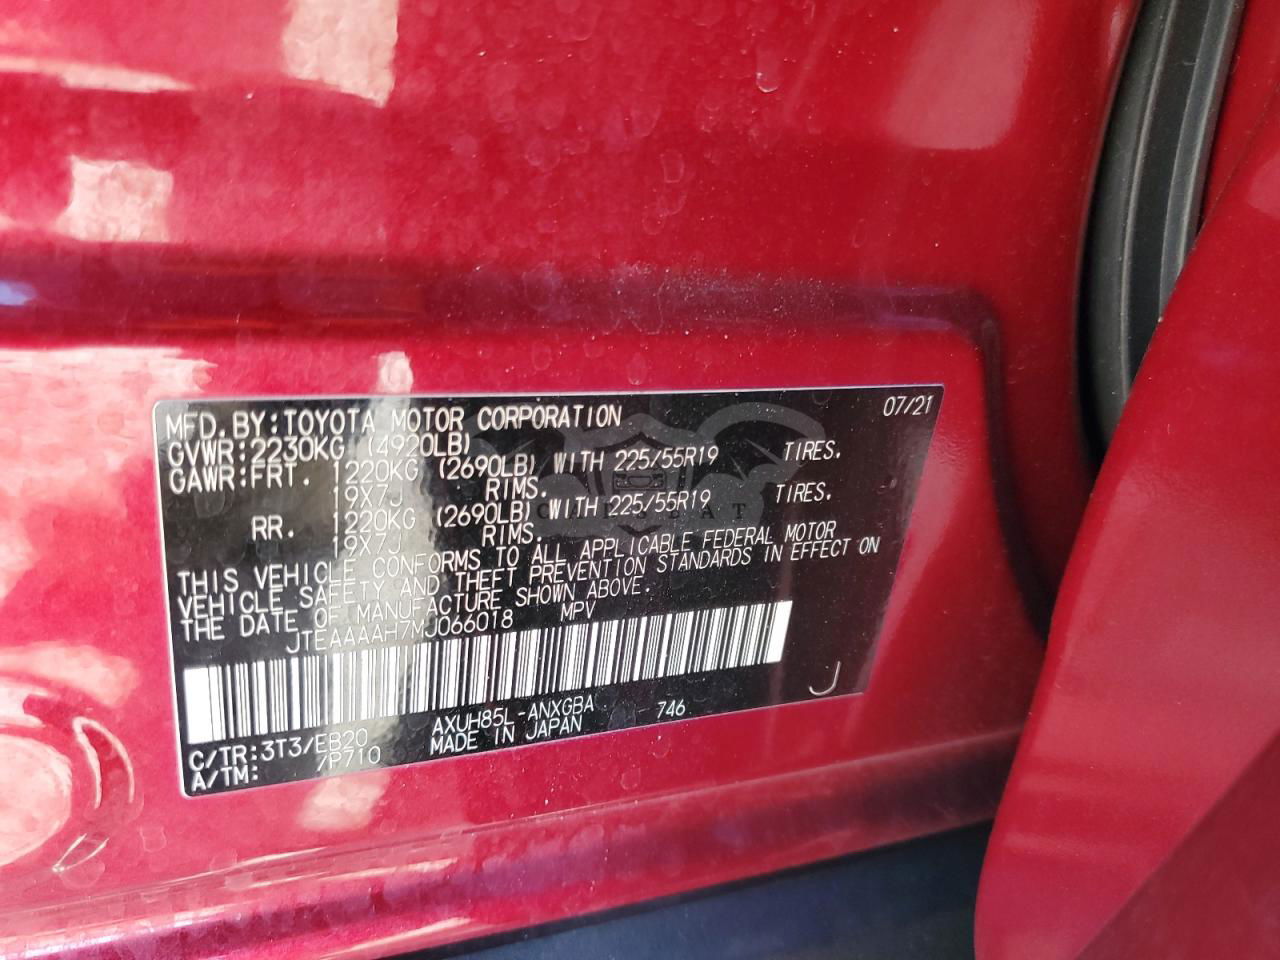 MFD. BY: TOYOTA MOTOR CORPORATION 07/21
GVWR: 2230KG (4920LB)
GAWR: FRT. 1220KG (2690LB) WITH 225/55R19 TIRES.
19X7J RIMS.
RR. 1220KG (2690LB) WITH 225/55R19 TIRES.
19X7J RIMS.
THIS VEHICLE CONFORMS TO ALL APPLICABLE FEDERAL MOTOR
VEHICLE SAFETY AND THEFT PREVENTION STANDARDS IN EFFECT ON
THE DATE OF MANUFACTURE SHOWN ABOVE.
JTEAAAAH7MJ066018 MPV
J
C/TR: 3T3/EB20 AXUH85L-ANXGBA 746
A/TM: /P710 MADE IN JAPAN